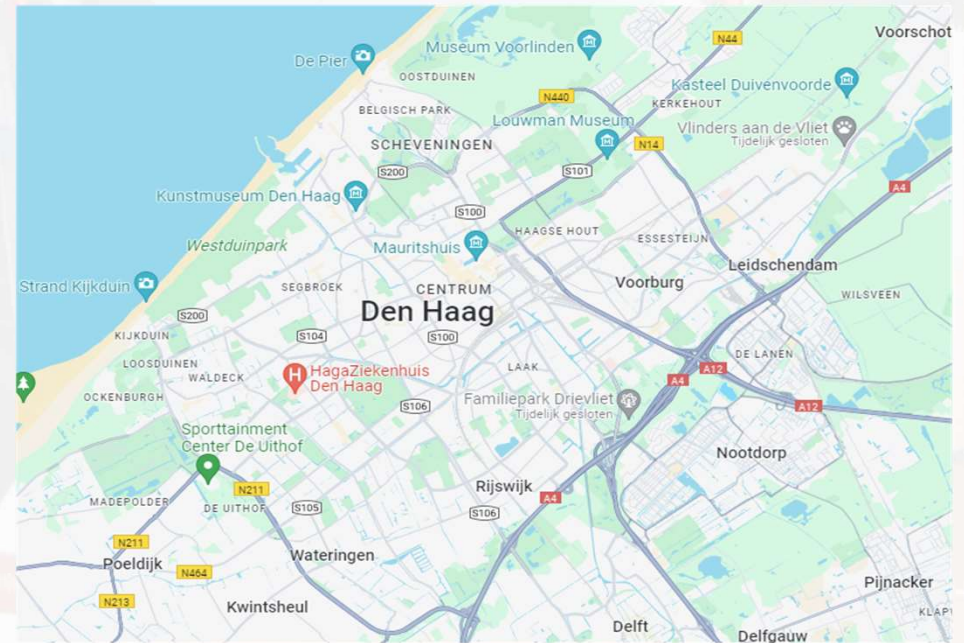 Voorschot
N44
Museum Voorlinden
De Pier
OOSTDUINEN
Kasteel Duivenvoorde
N440
KERKEHOUT
BELGISCH PARK
Louwman Museum
Vlinders aan de Vliet
Tijdelijk gesloten
SCHEVENINGEN
N14
S200
S101
A4
Kunstmuseum Den Haag
S100
HAAGSE HOUT
ESSESTEIJN
Westduinpark
Mauritshuis
Leidschendam
Strand Kijkduin
SEGBROEK
CENTRUM
Voorburg
WILSVEEN
Den Haag
S200
KIJKDUIN
S104
S100
DE LANEN
LOOSDUINEN
LAAK
A12
HagaZiekenhuis
Den Haag
WALDECK
A4
OCKENBURGH
S106
Familiepark Drievliet
Tijdelijk gesloten
A12
Sporttainment
Center De Uithof
Nootdorp
N211
Rijswijk
A4
MADEPOLDER
DE UITHOF
S105
S106
N211
Wateringen
Poeldijk
N464
Pijnacker
N213
Kwintsheul
KLAP
Delft
Delfgauw